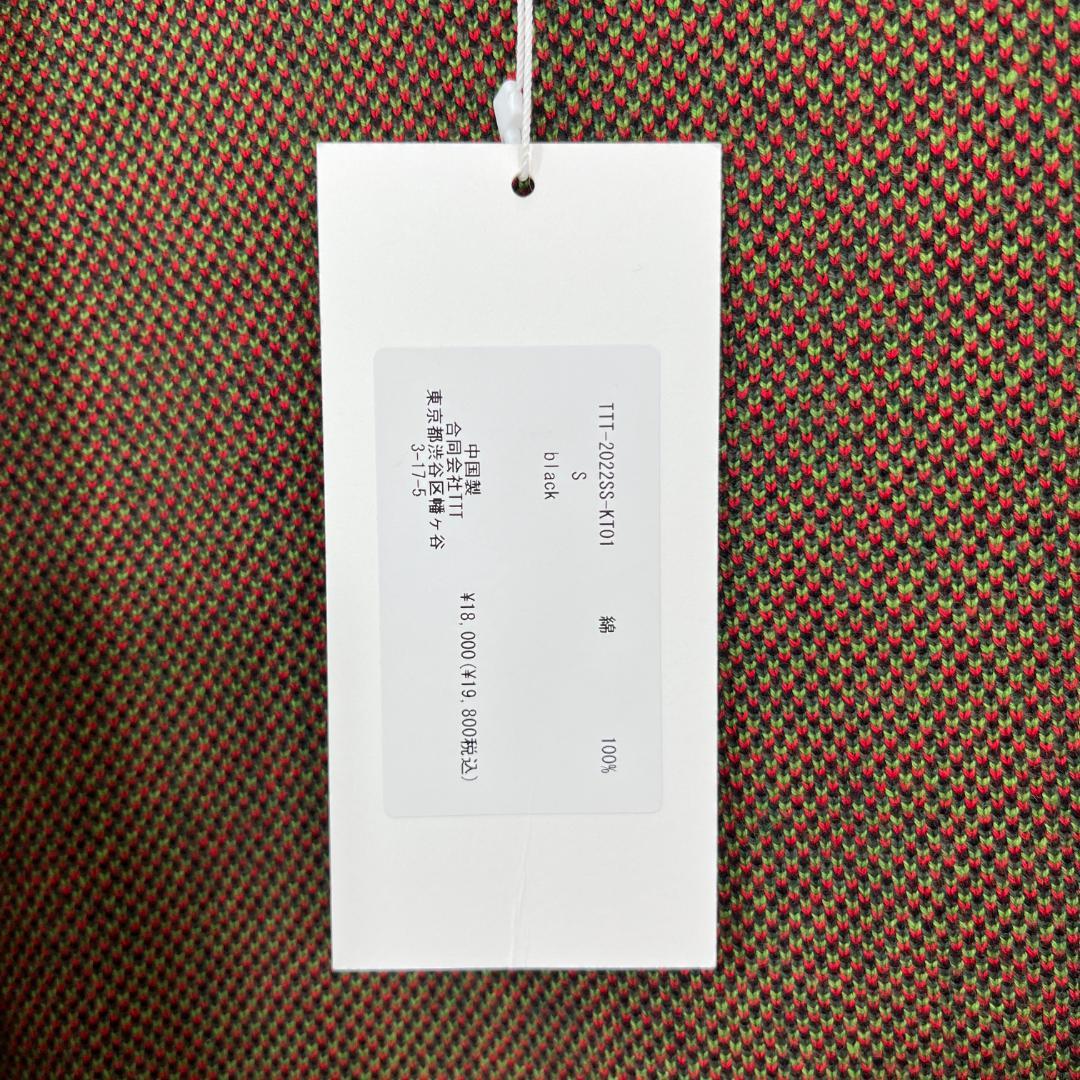 TTT-2022SS-KT01 綿 100%
S
black
中国製 ¥18,000(¥19,800税込)
合同会社TTT
東京都渋谷区幡ヶ谷
3-17-5